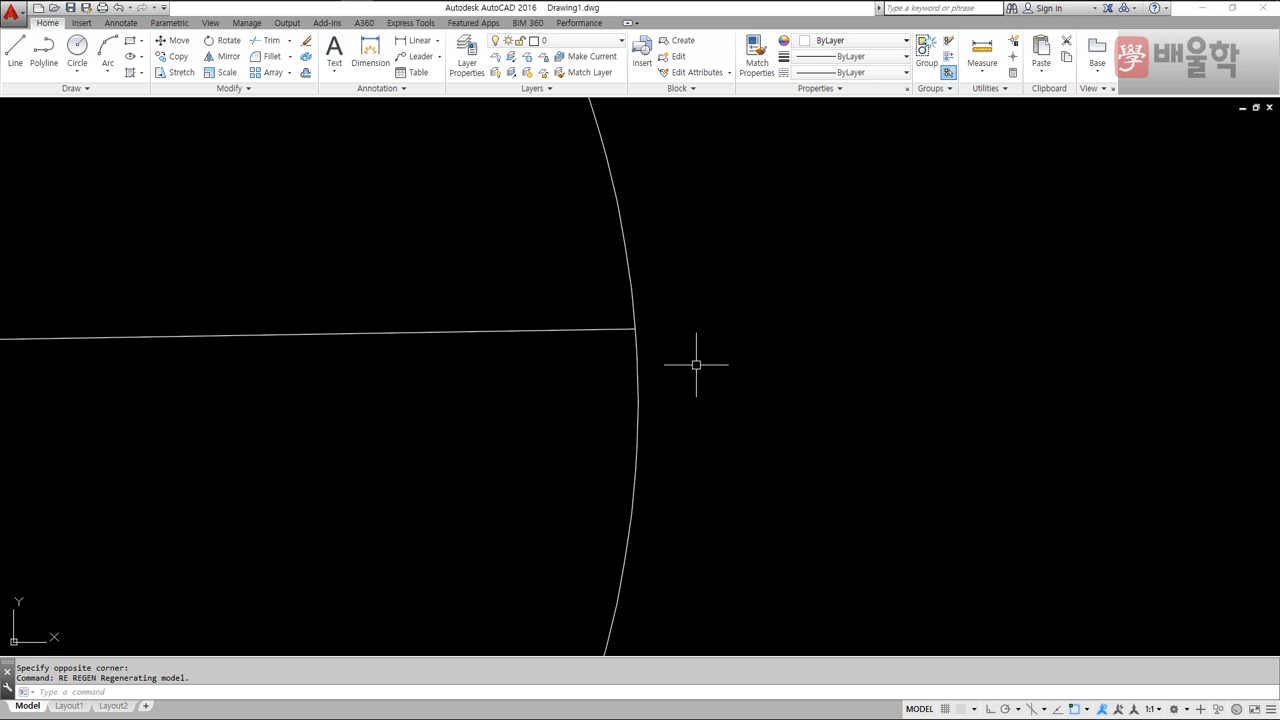 Autodesk AutoCAD 2016 Drawing1.dwg
Type a keyword or phrase
Sign In
Home Insert Annotate Parametric View Manage Output Add-ins A360 Express Tools Featured Apps BIM 360 Performance
Line
Polyline
Circle
Arc
Move
Rotate
Trim
Copy
Mirror
Fillet
Stretch
Scale
Array
Text
Dimension
Linear
Leader
Table
Layer
Properties
0
Make Current
Match Layer
Insert
Create
Edit
Edit Attributes
Match
Properties
ByLayer
ByLayer
ByLayer
Group
Measure
Paste
Base
學 배울학
Draw
Modify
Annotation
Layers
Block
Properties
Groups
Utilities
Clipboard
View
Y
X
Specify opposite corner:
Command: RE REGEN Regenerating model.
Type a command
Model Layout1 Layout2 +
MODEL
1:1